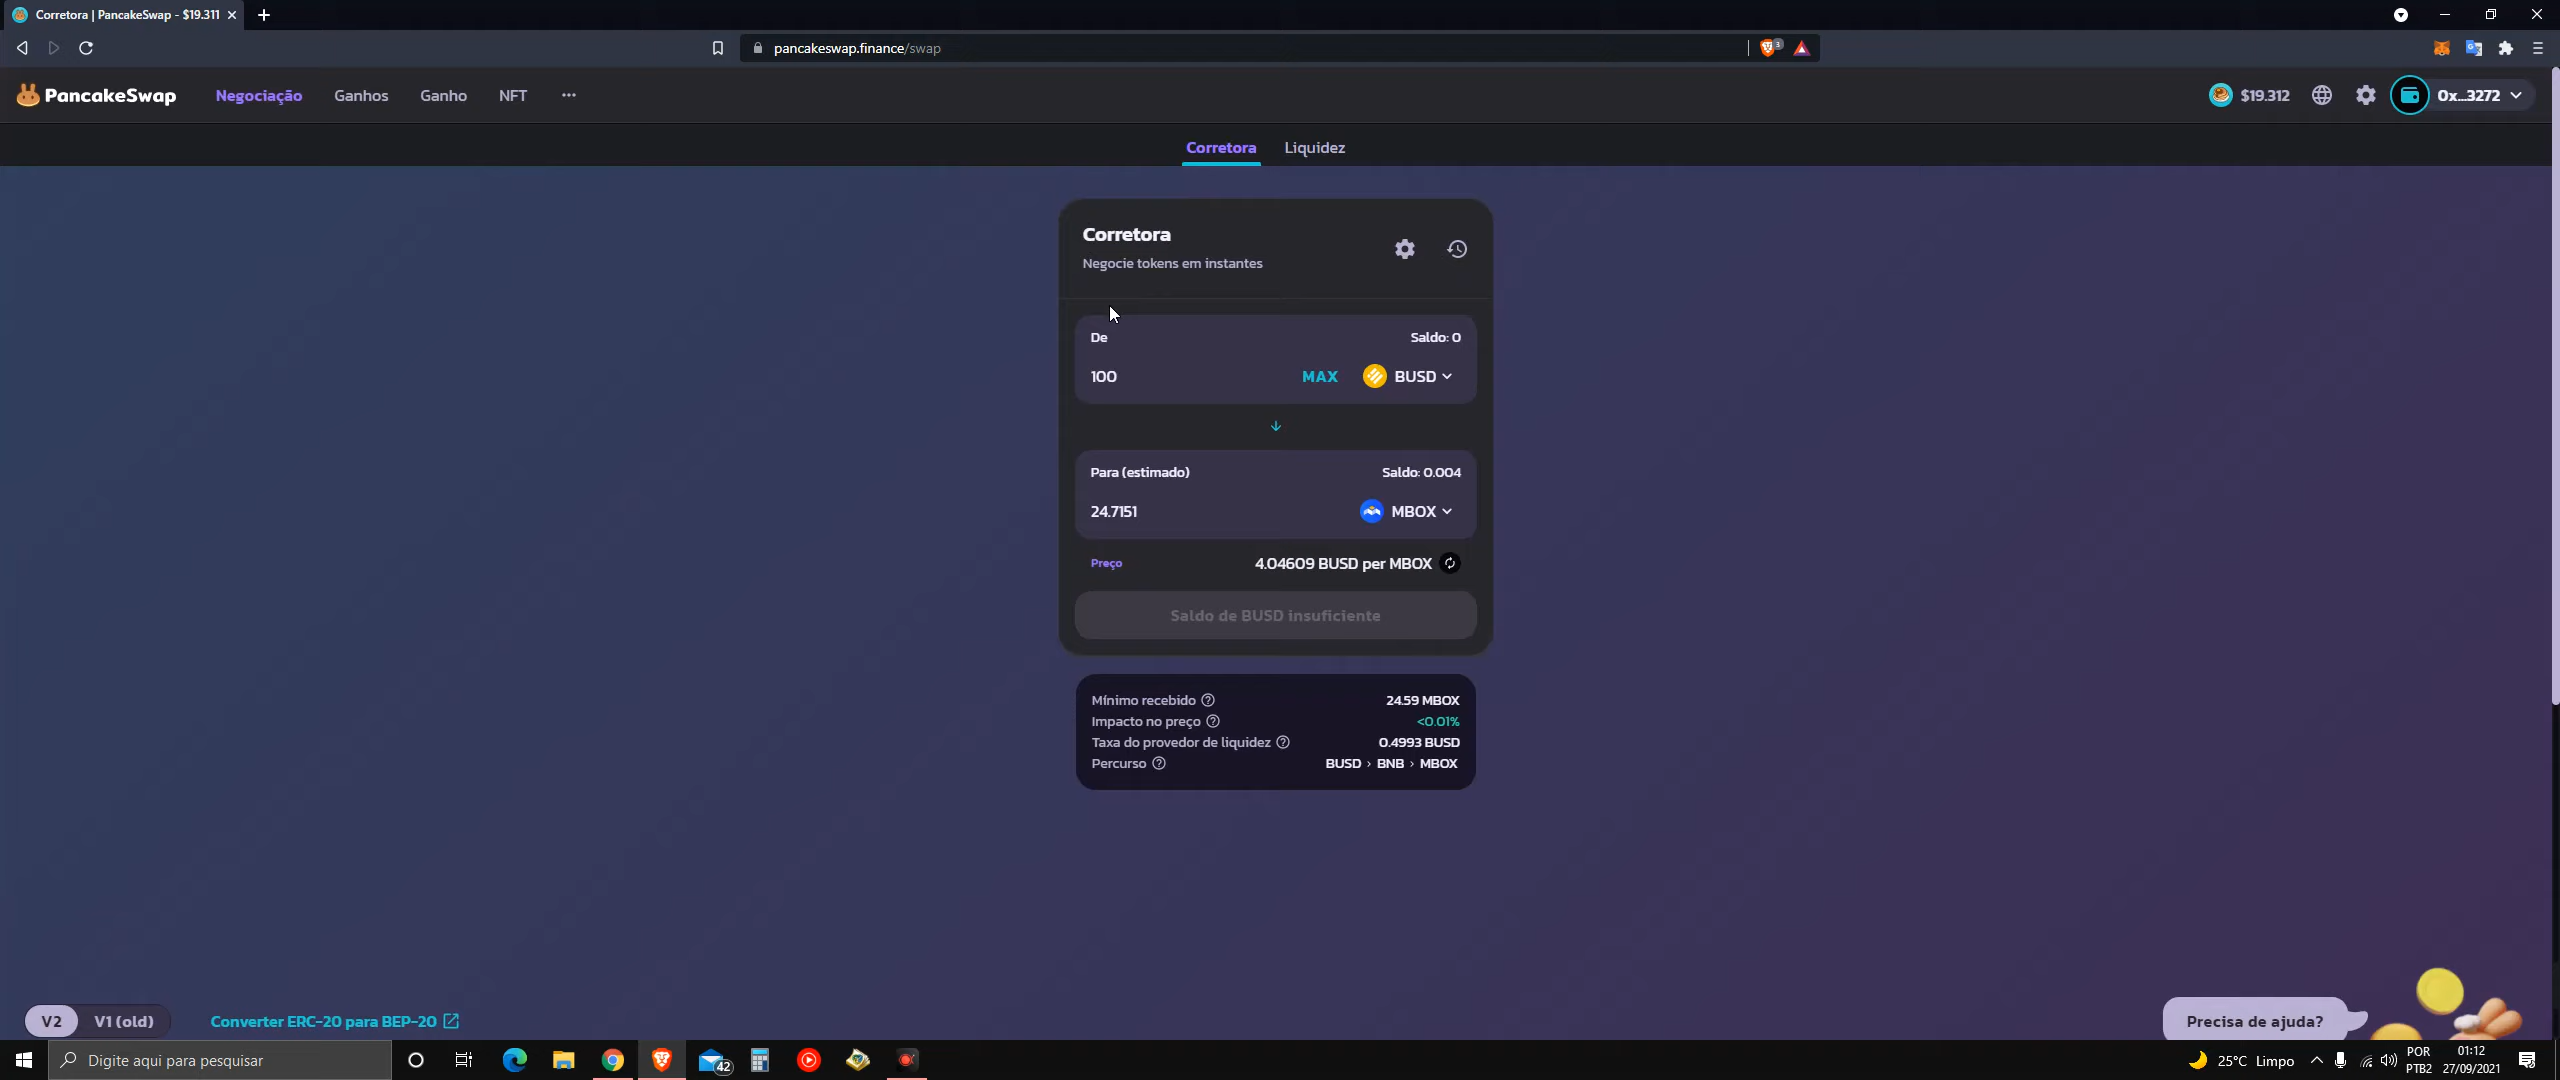 Corretora | PancakeSwap - $19.311
pancakeswap.finance/swap
3
PancakeSwap
Negociação
Ganhos
Ganho
NFT
$19.312
0x...3272
Corretora
Liquidez
Corretora
Negocie tokens em instantes
De
Saldo: 0
100
MAX
BUSD
Para (estimado)
Saldo: 0.004
24.7151
MBOX
Preço
4.04609 BUSD per MBOX
Saldo de BUSD insuficiente
Mínimo recebido
24.59 MBOX
Impacto no preço
<0.01%
Taxa do provedor de liquidez
0.4993 BUSD
Percurso
BUSD > BNB > MBOX
V2
V1 (old)
Converter ERC-20 para BEP-20
Precisa de ajuda?
Digite aqui para pesquisar
42
25°C Limpo
POR
PTB2
01:12
27/09/2021